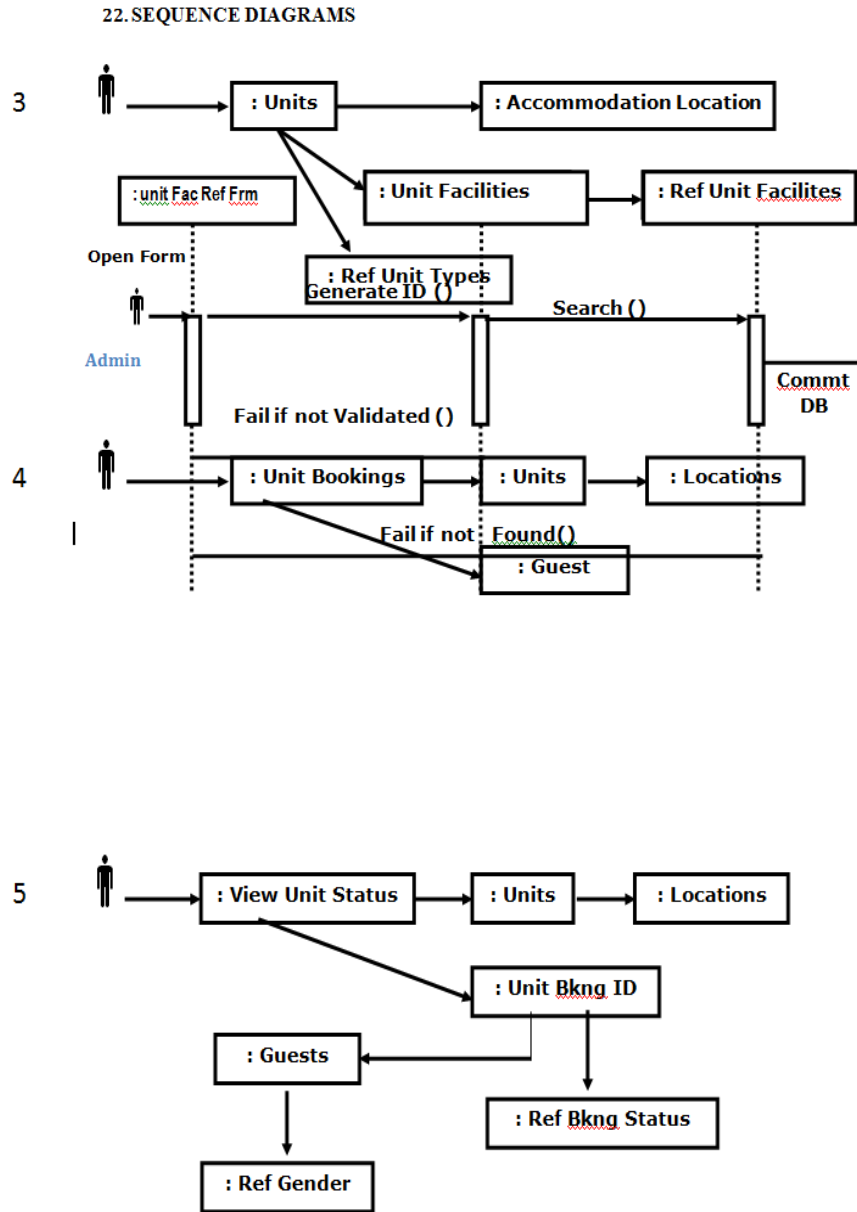 22. SEQUENCE DIAGRAMS
3
: Units
: Accommodation Location
: unit Fac Ref Frm
: Unit Facilities
: Ref Unit Facilites
Open Form
: Ref Unit Types
Generate ID ()
Search ()
Admin
Commt
DB
Fail if not Validated ()
4
: Unit Bookings
: Units
: Locations
Fail if not Found()
: Guest
5
: View Unit Status
: Units
: Locations
: Unit Bkng ID
: Guests
: Ref Bkng Status
: Ref Gender